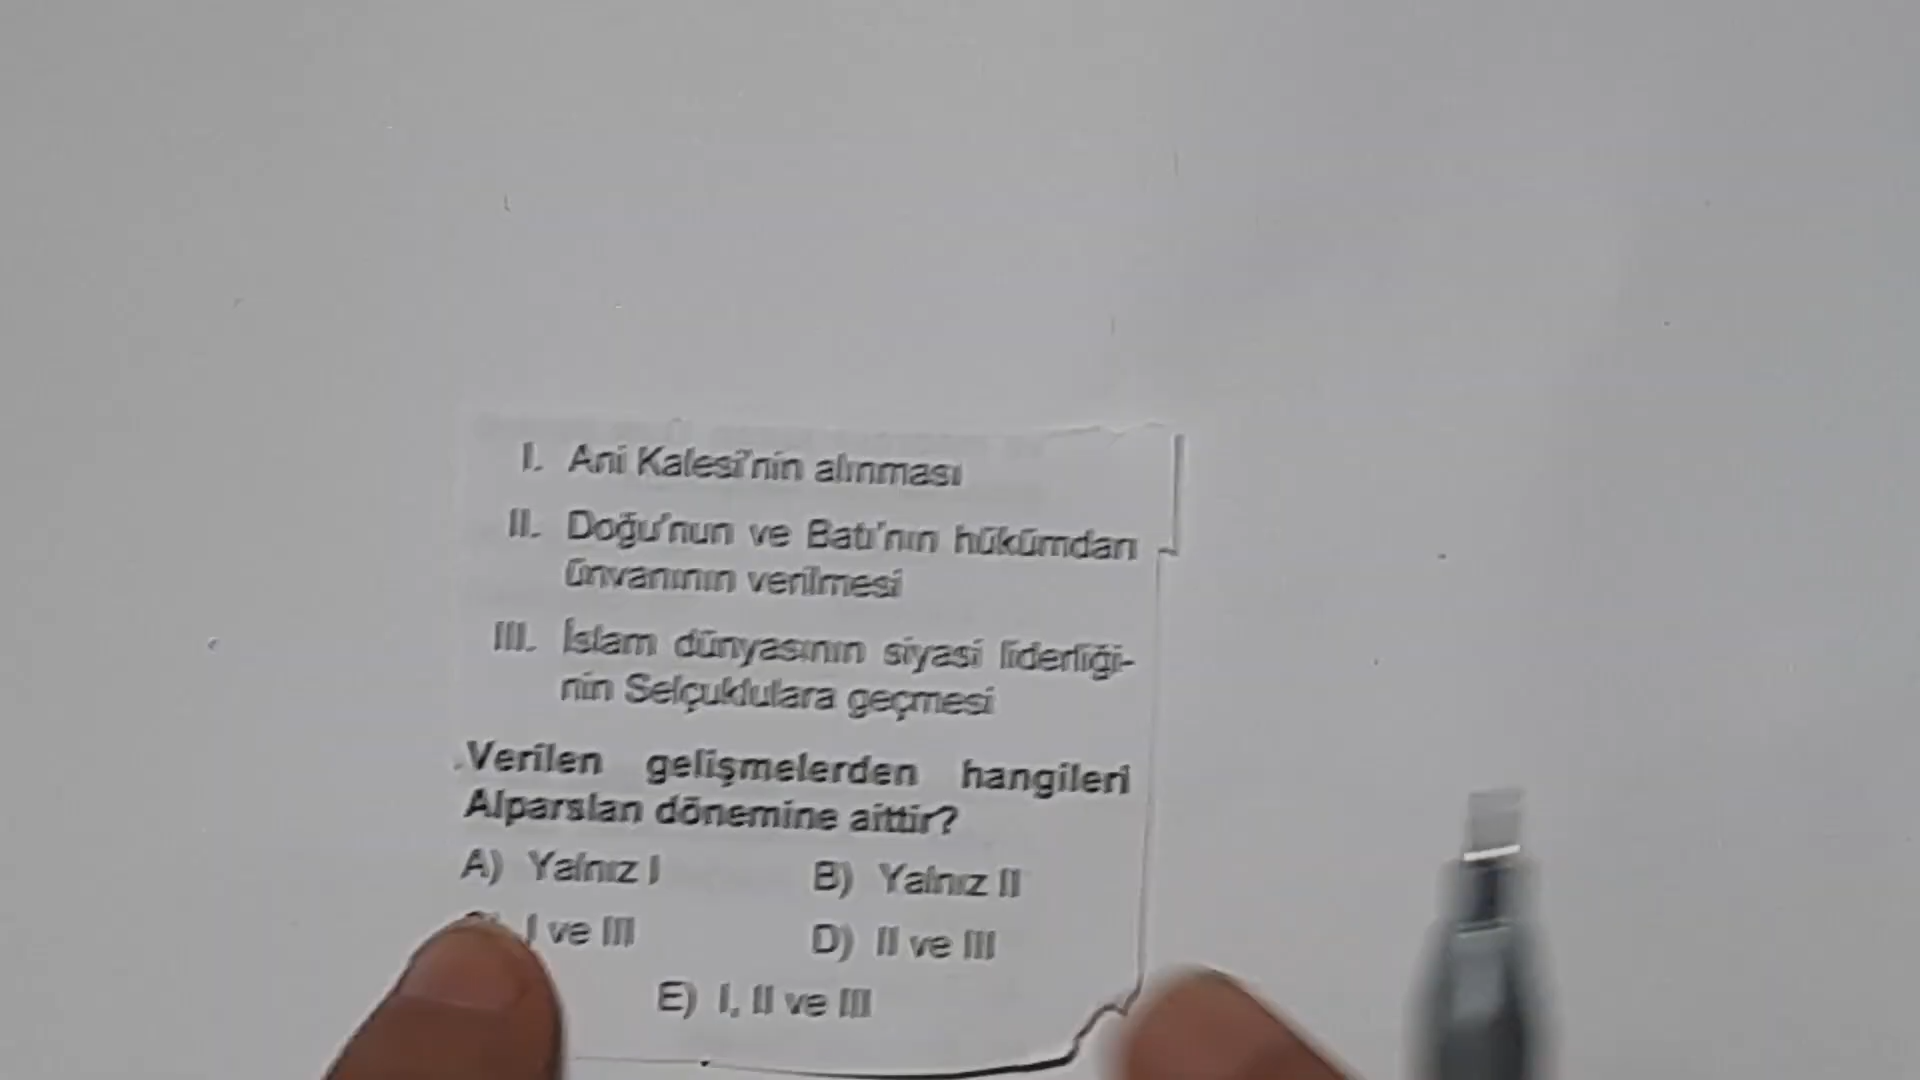 I. Ani Kalesi'nin alınması
II. Doğu'nun ve Batı'nın hükümdarı
ünvanının verilmesi
III. İslam dünyasının siyasi liderliği-
nin Selçuklulara geçmesi
Verilen gelişmelerden hangileri
Alparslan dönemine aittir?
A) Yalnız I B) Yalnız II
I ve III D) II ve III
E) I, II ve III